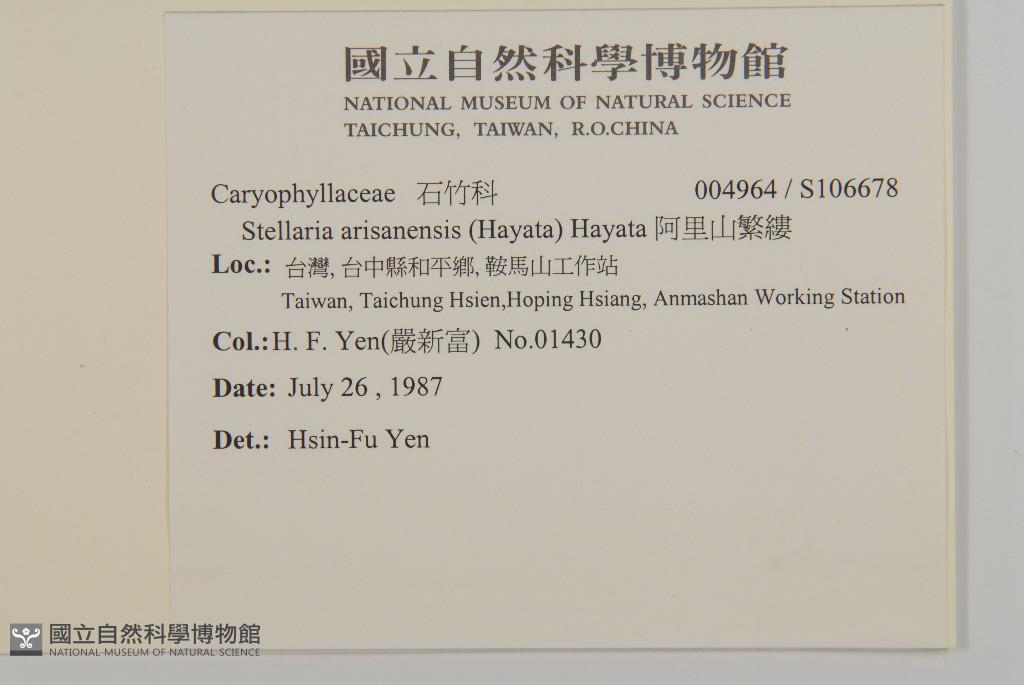 國立自然科學博物館
NATIONAL MUSEUM OF NATURAL SCIENCE
TAICHUNG, TAIWAN, R.O.CHINA
Caryophyllaceae 石竹科 004964 / S106678
Stellaria arisanensis (Hayata) Hayata 阿里山繁縷
Loc.: 台灣, 台中縣和平鄉, 鞍馬山工作站
Taiwan, Taichung Hsien,Hoping Hsiang, Anmashan Working Station
Col.:H. F. Yen(嚴新富) No.01430
Date: July 26 , 1987
Det.: Hsin-Fu Yen
國立自然科學博物館
NATIONAL MUSEUM OF NATURAL SCIENCE